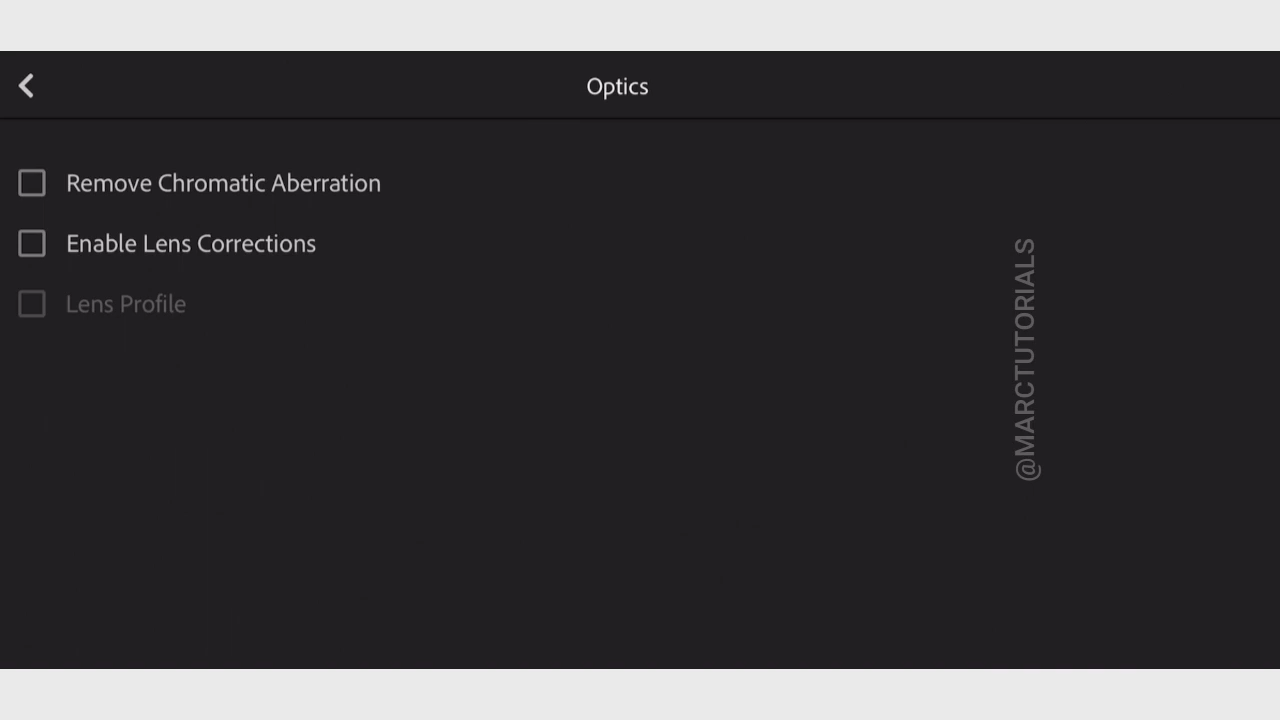 Optics
Remove Chromatic Aberration
Enable Lens Corrections
Lens Profile
@MARCTUTORIALS